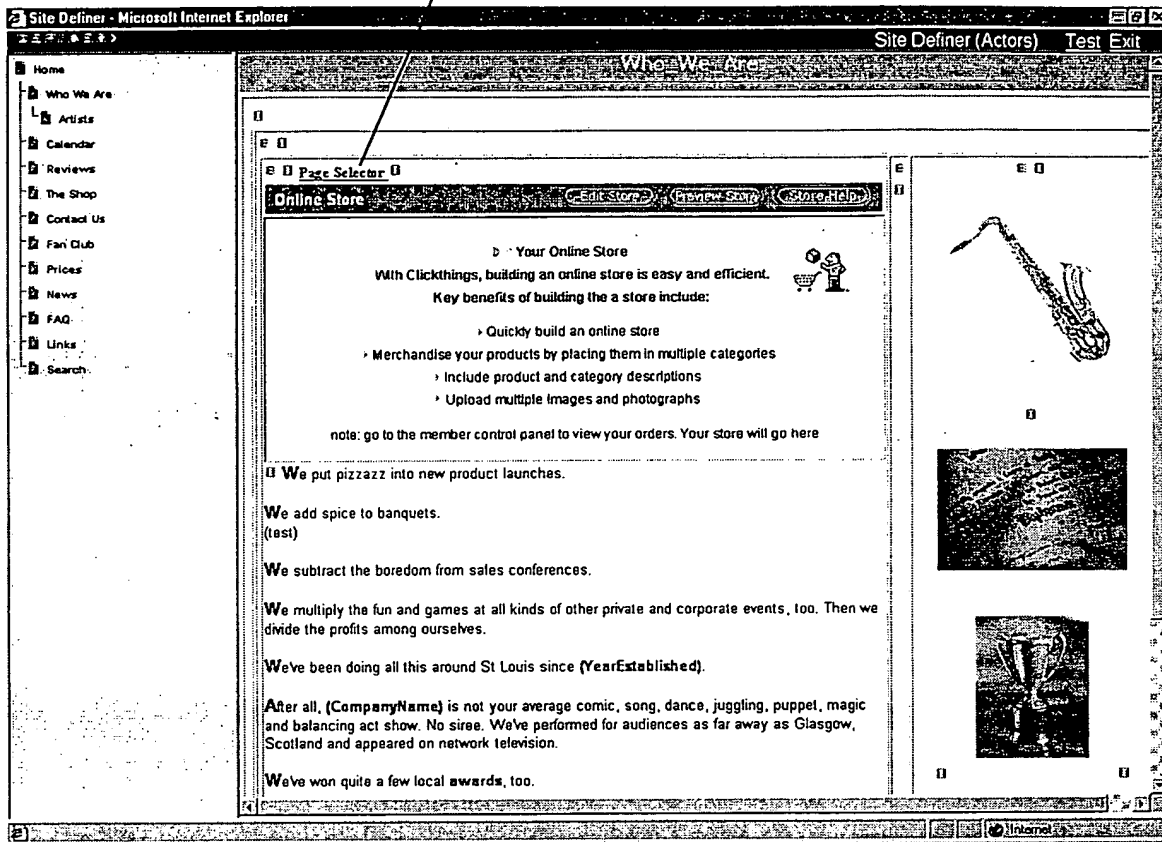 Site Definer - Microsoft Internet Explorer
Site Definer (Actors) Test Exit
Home
Who We Are
Artists
Calendar
Reviews
The Shop
Contact Us
Fan Club
Prices
News
FAQ
Links
Search
Who We Are
Page Selector
Online Store Edit Store Preview Store Store Help
Your Online Store
With Clickthings, building an online store is easy and efficient.
Key benefits of building the a store include:
Quickly build an online store
Merchandise your products by placing them in multiple categories
Include product and category descriptions
Upload multiple images and photographs
note: go to the member control panel to view your orders. Your store will go here
We put pizzazz into new product launches.
We add spice to banquets.
(test)
We subtract the boredom from sales conferences.
We multiply the fun and games at all kinds of other private and corporate events, too. Then we
divide the profits among ourselves.
We've been doing all this around St Louis since (YearEstablished).
After all, (CompanyName) is not your average comic, song, dance, juggling, puppet, magic
and balancing act show. No siree. We've performed for audiences as far away as Glasgow,
Scotland and appeared on network television.
We've won quite a few local awards, too.
Internet